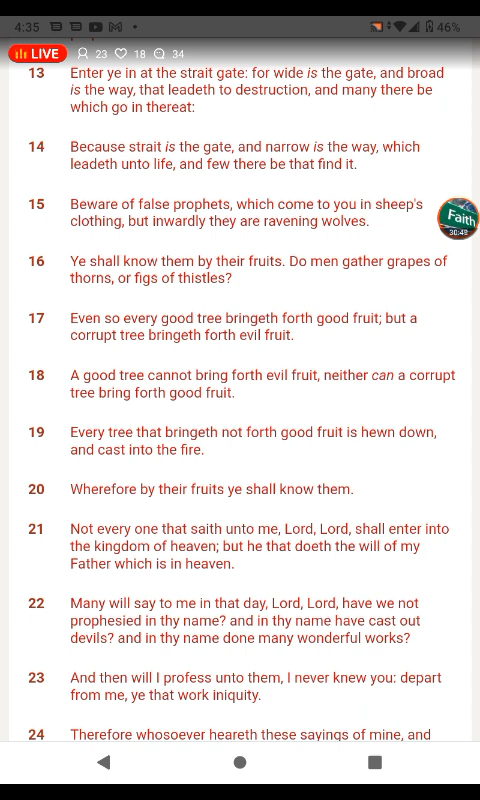 4:35 46%
LIVE 23 18 34
13 Enter ye in at the strait gate: for wide is the gate, and broad
is the way, that leadeth to destruction, and many there be
which go in thereat:
14 Because strait is the gate, and narrow is the way, which
leadeth unto life, and few there be that find it.
15 Beware of false prophets, which come to you in sheep's
clothing, but inwardly they are ravening wolves.
Faith
30:49
16 Ye shall know them by their fruits. Do men gather grapes of
thorns, or figs of thistles?
17 Even so every good tree bringeth forth good fruit; but a
corrupt tree bringeth forth evil fruit.
18 A good tree cannot bring forth evil fruit, neither can a corrupt
tree bring forth good fruit.
19 Every tree that bringeth not forth good fruit is hewn down,
and cast into the fire.
20 Wherefore by their fruits ye shall know them.
21 Not every one that saith unto me, Lord, Lord, shall enter into
the kingdom of heaven; but he that doeth the will of my
Father which is in heaven.
22 Many will say to me in that day, Lord, Lord, have we not
prophesied in thy name? and in thy name have cast out
devils? and in thy name done many wonderful works?
23 And then will I profess unto them, I never knew you: depart
from me, ye that work iniquity.
24 Therefore whosoever heareth these sayings of mine, and